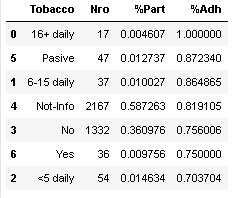 Tobacco Nro %Part %Adh
0 16+ daily 17 0.004607 1.000000
5 Pasive 47 0.012737 0.872340
1 6-15 daily 37 0.010027 0.864865
4 Not-Info 2167 0.587263 0.819105
3 No 1332 0.360976 0.756006
6 Yes 36 0.009756 0.750000
2 <5 daily 54 0.014634 0.703704